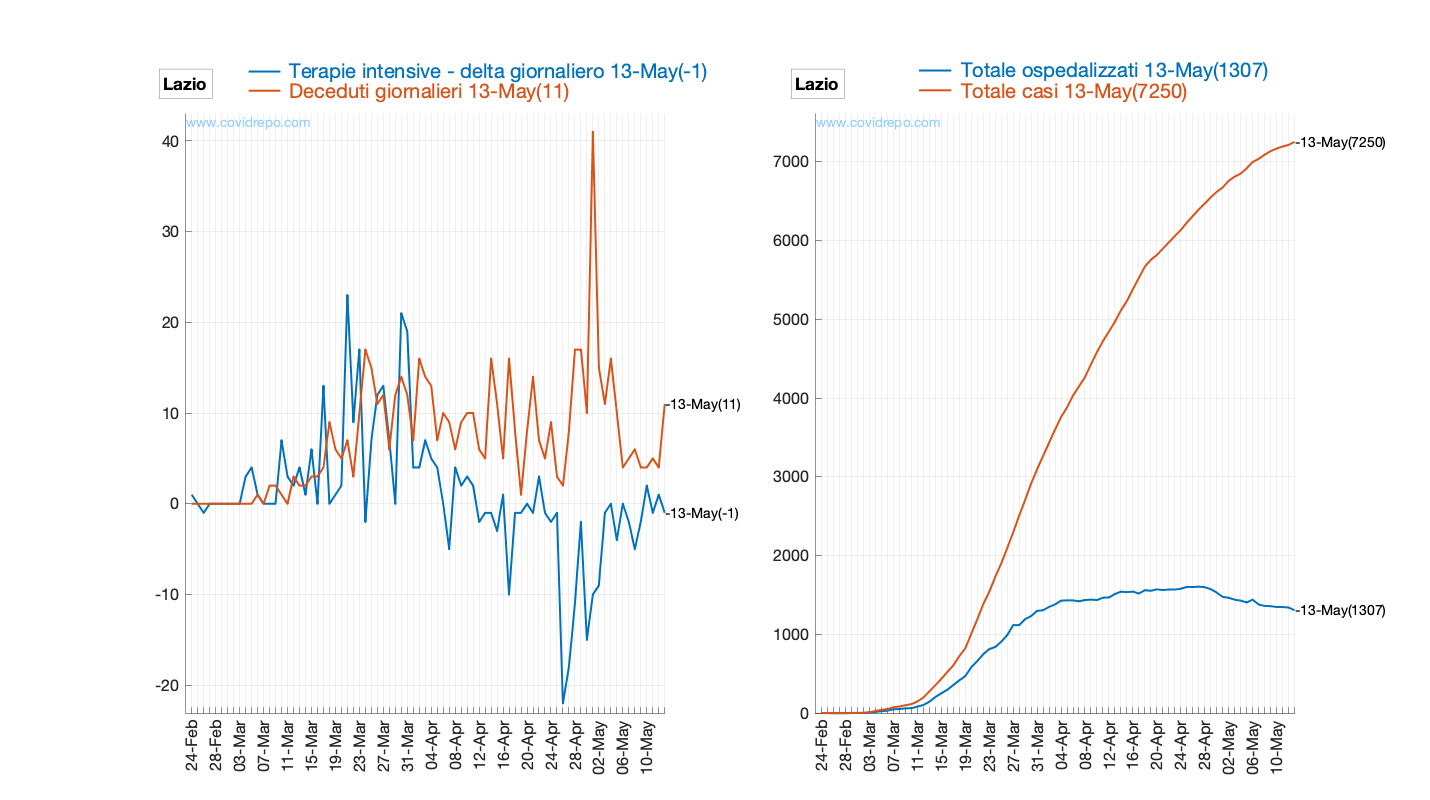 Lazio
Terapie intensive - delta giornaliero 13-May(-1)
Deceduti giornalieri 13-May(11)
www.covidrepo.com
40
30
20
10
0
-10
-20
13-May(11)
13-May(-1)
24-Feb
28-Feb
03-Mar
07-Mar
11-Mar
15-Mar
19-Mar
23-Mar
27-Mar
31-Mar
04-Apr
08-Apr
12-Apr
16-Apr
20-Apr
24-Apr
28-Apr
02-May
06-May
10-May
Lazio
Totale ospedalizzati 13-May(1307)
Totale casi 13-May(7250)
www.covidrepo.com
7000
6000
5000
4000
3000
2000
1000
0
13-May(7250)
13-May(1307)
24-Feb
28-Feb
03-Mar
07-Mar
11-Mar
15-Mar
19-Mar
23-Mar
27-Mar
31-Mar
04-Apr
08-Apr
12-Apr
16-Apr
20-Apr
24-Apr
28-Apr
02-May
06-May
10-May